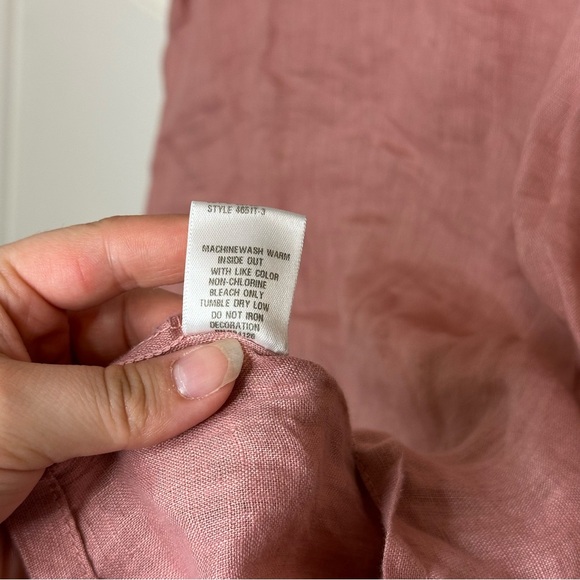 STYLE 4651T-3
MACHINEWASH WARM
INSIDE OUT
WITH LIKE COLOR
NON-CHLORINE
BLEACH ONLY
TUMBLE DRY LOW
DO NOT IRON
DECORATION